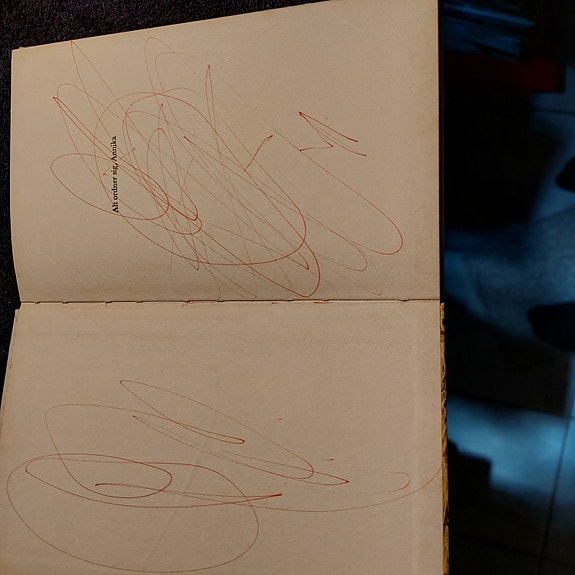 Alt ordner sig, Annika